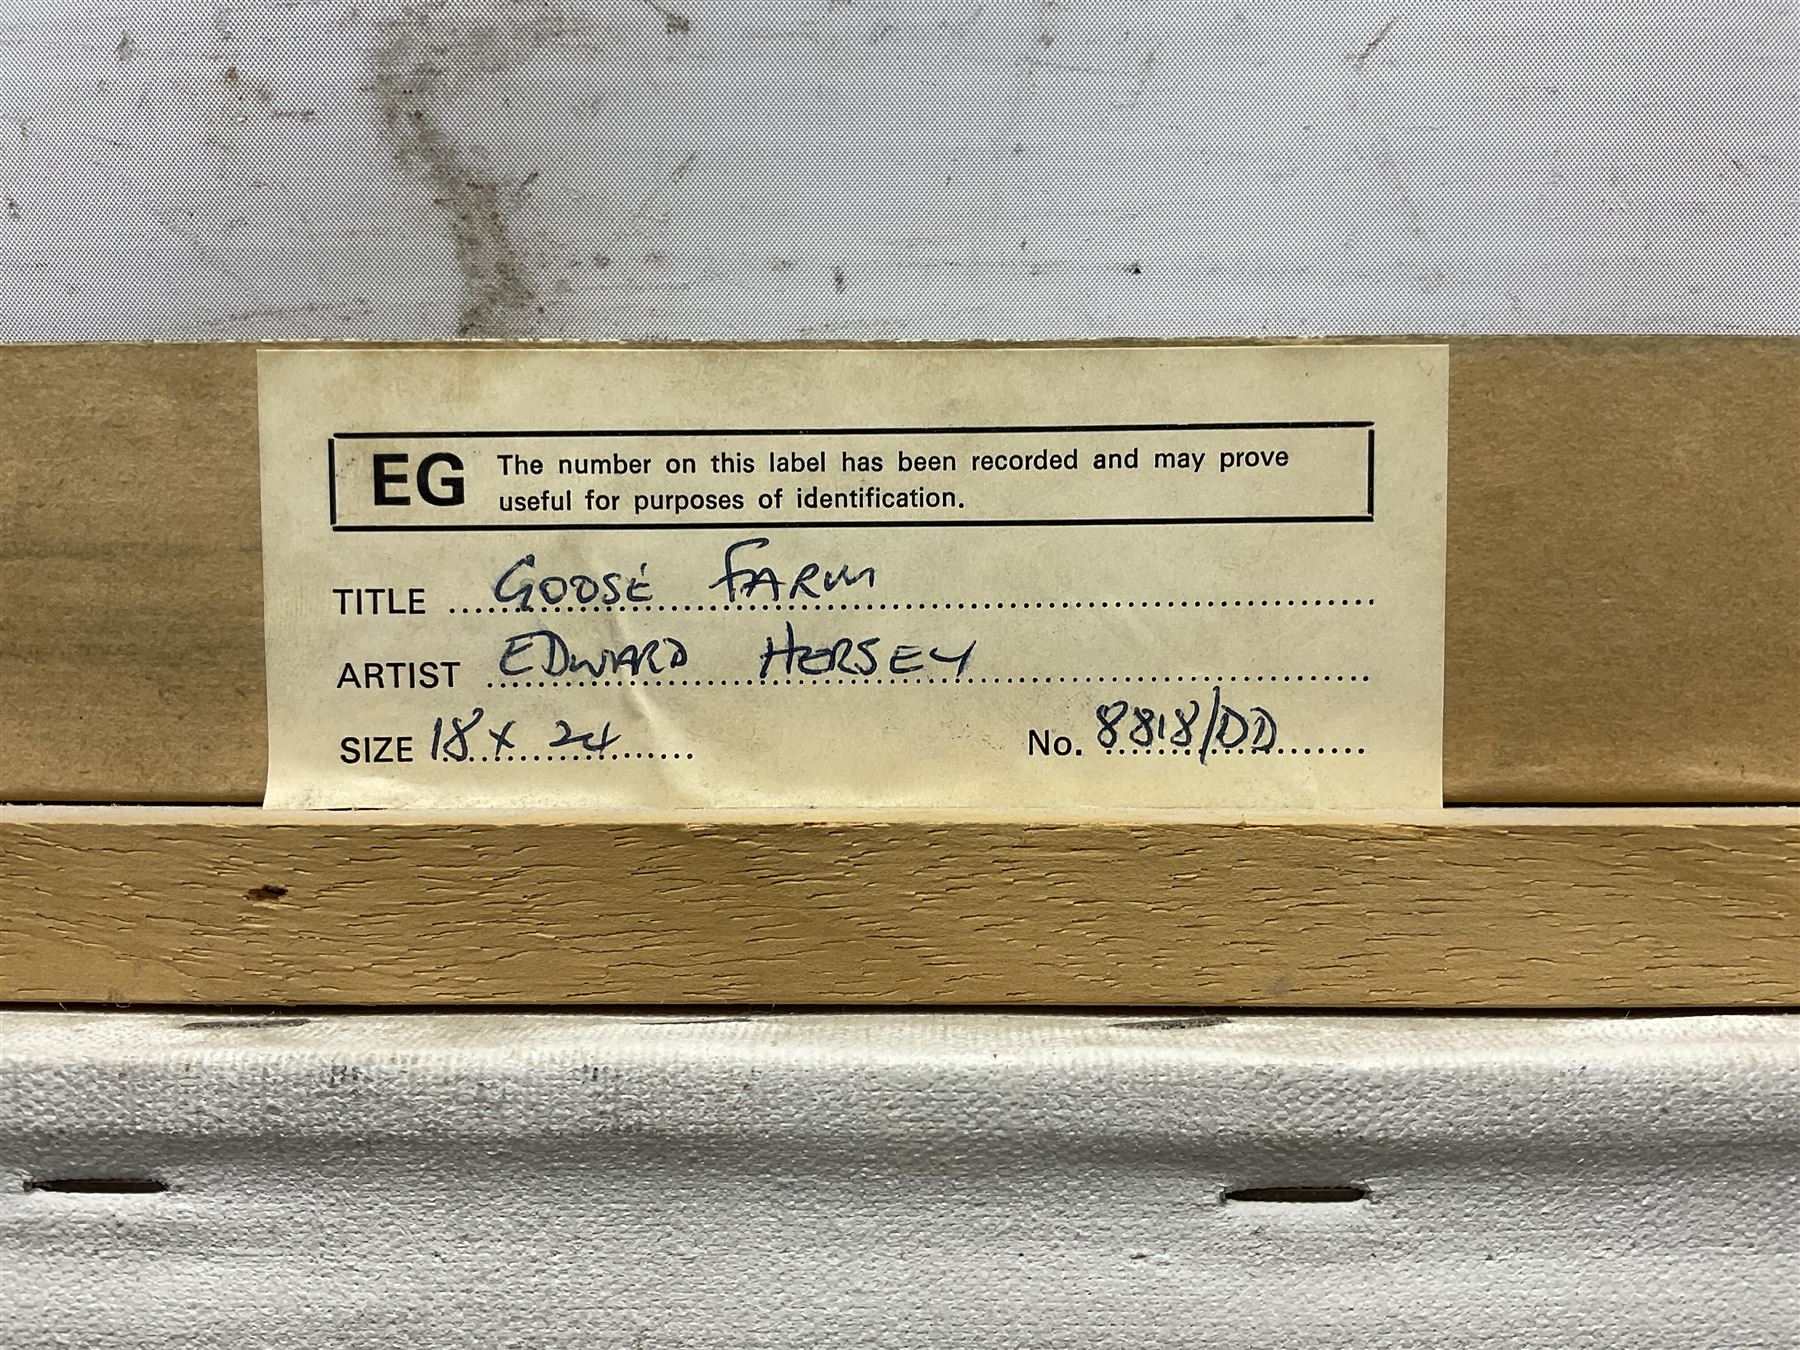 EG The number on this label has been recorded and may prove
useful for purposes of identification.
TITLE GOOSE FARM
ARTIST EDWARD HERSEY
SIZE 18 x 24 No. 8818/DD